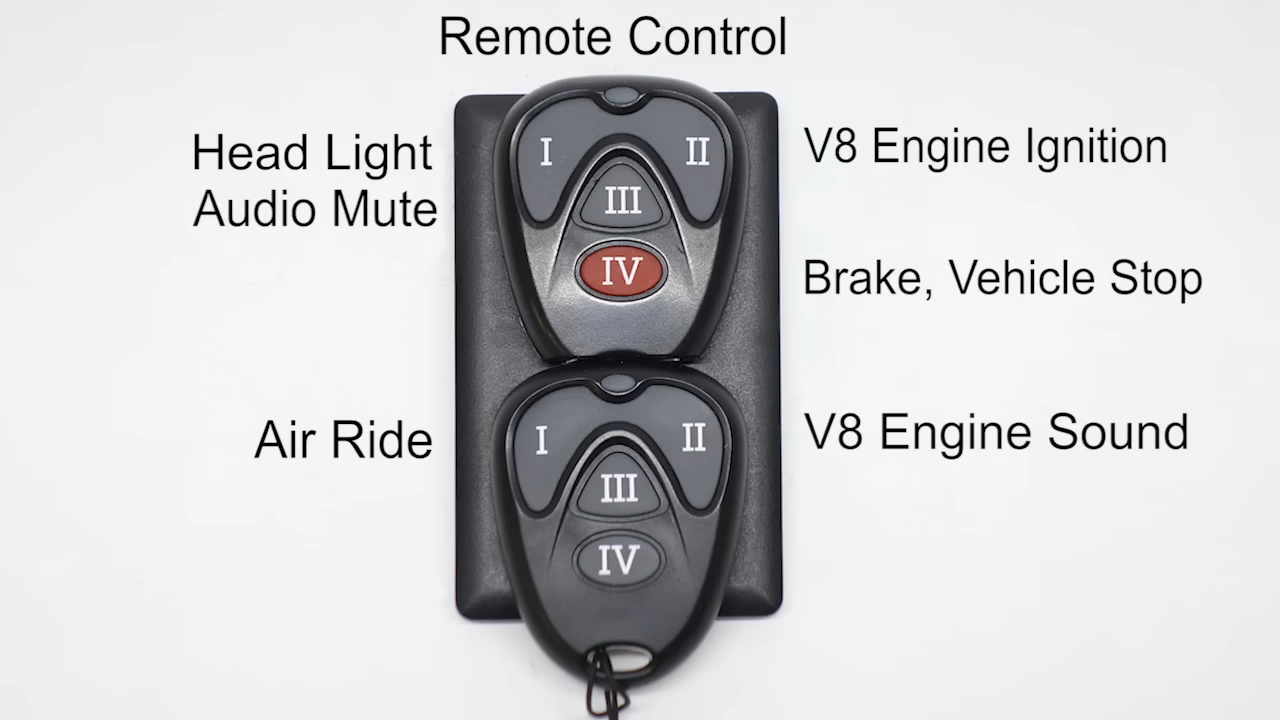 Remote Control
Head Light
Audio Mute
V8 Engine Ignition
I
II
III
IV
Brake, Vehicle Stop
Air Ride
V8 Engine Sound
I
II
III
IV